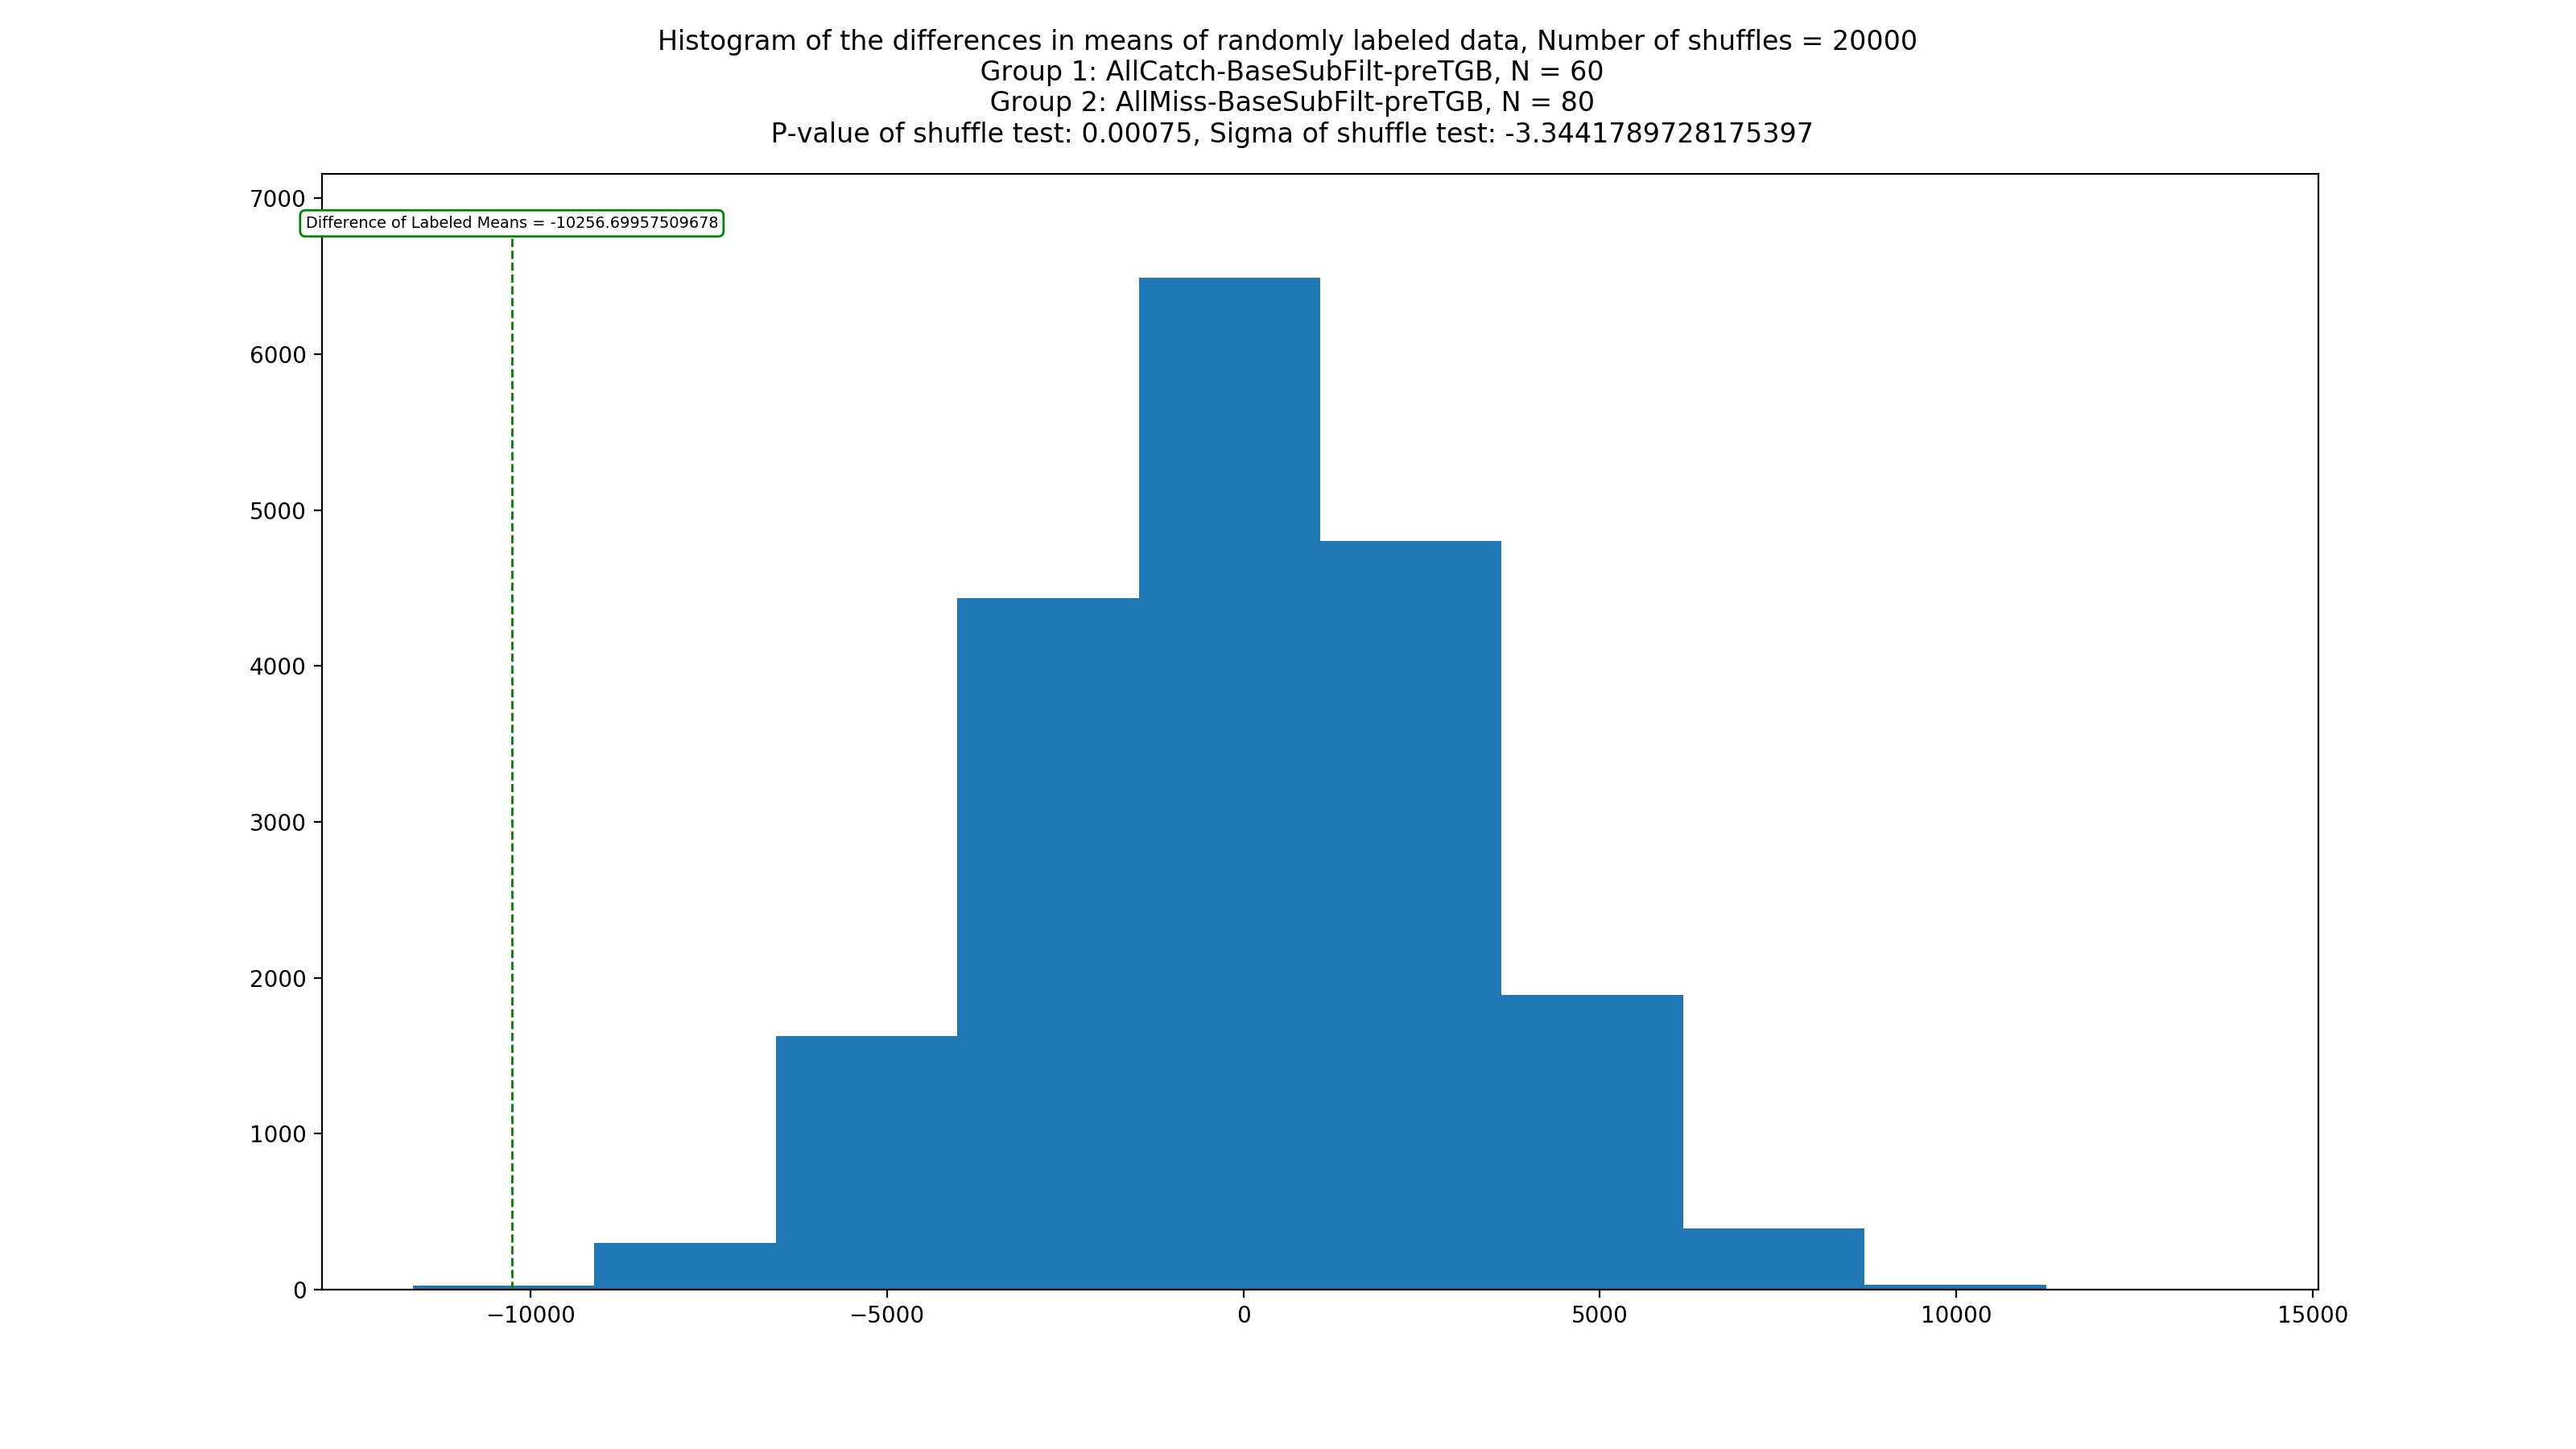 Histogram of the differences in means of randomly labeled data, Number of shuffles = 20000
Group 1: AllCatch-BaseSubFilt-preTGB, N = 60
Group 2: AllMiss-BaseSubFilt-preTGB, N = 80
P-value of shuffle test: 0.00075, Sigma of shuffle test: -3.3441789728175397
7000
Difference of Labeled Means = -10256.69957509678
6000
5000
4000
3000
2000
1000
0
−10000 −5000 0 5000 10000 15000